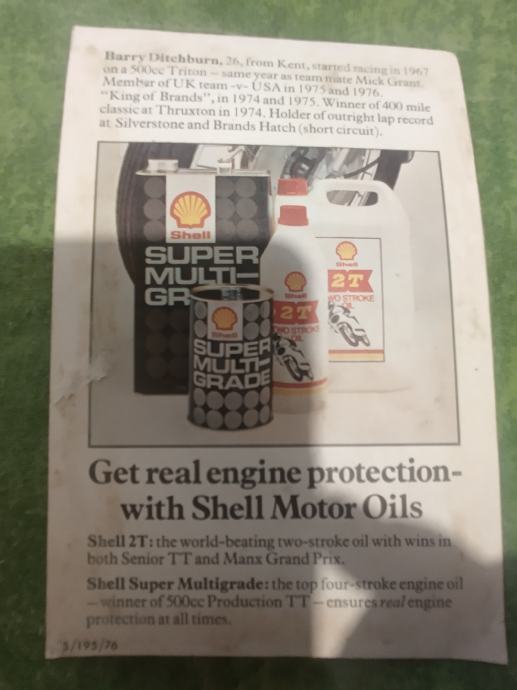 Barry Ditchburn, 26, from Kent, started racing in 1967
on a 500cc Triton – same year as team mate Mick Grant.
Member of UK team -v- USA in 1975 and 1976.
"King of Brands", in 1974 and 1975. Winner of 400 mile
classic at Thruxton in 1974. Holder of outright lap record
at Silverstone and Brands Hatch (short circuit).
Shell
SUPER
MULTI-
GR
Shell
SUPER
MULTI-
GRADE
Shell
2T
TWO STROKE
OIL
Shell
2T
WO STROKE
OIL
Get real engine protection-
with Shell Motor Oils
Shell 2T: the world-beating two-stroke oil with wins in
both Senior TT and Manx Grand Prix.
Shell Super Multigrade: the top four-stroke engine oil
– winner of 500cc Production TT – ensures real engine
protection at all times.
S/195/76